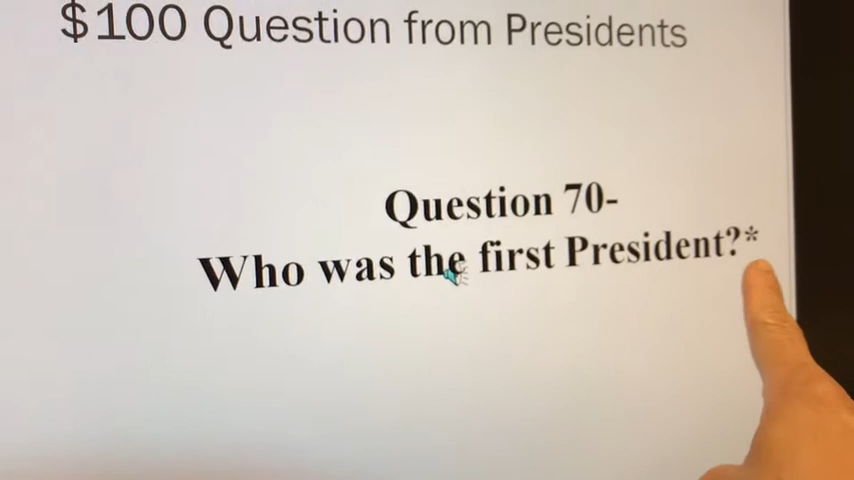 $100 Question from Presidents
Question 70-
Who was the first President?*